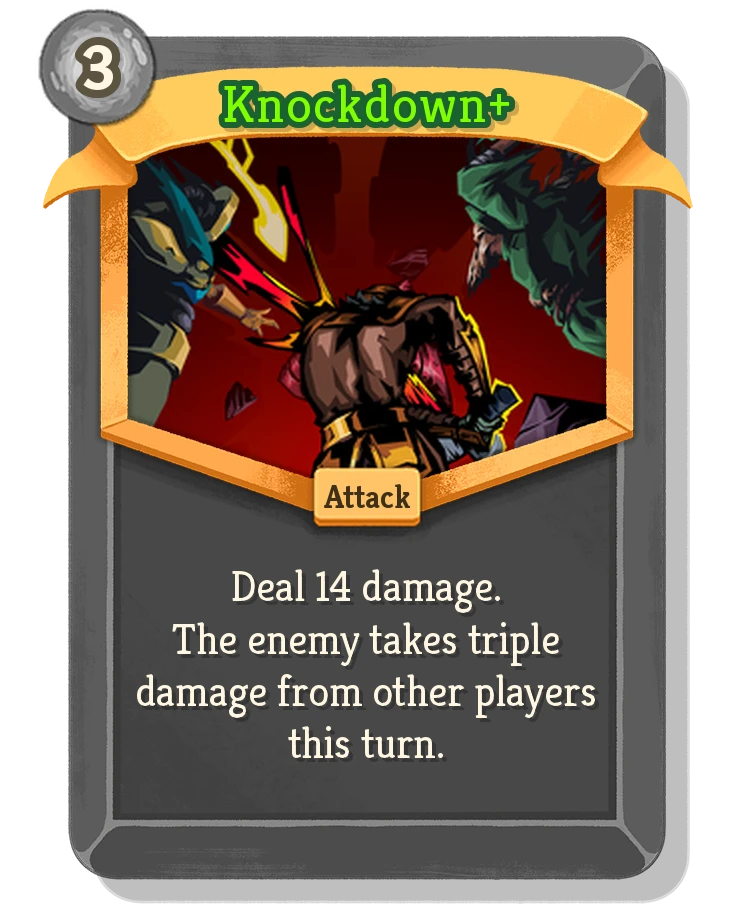 3
Knockdown+
Attack
Deal 14 damage.
The enemy takes triple
damage from other players
this turn.